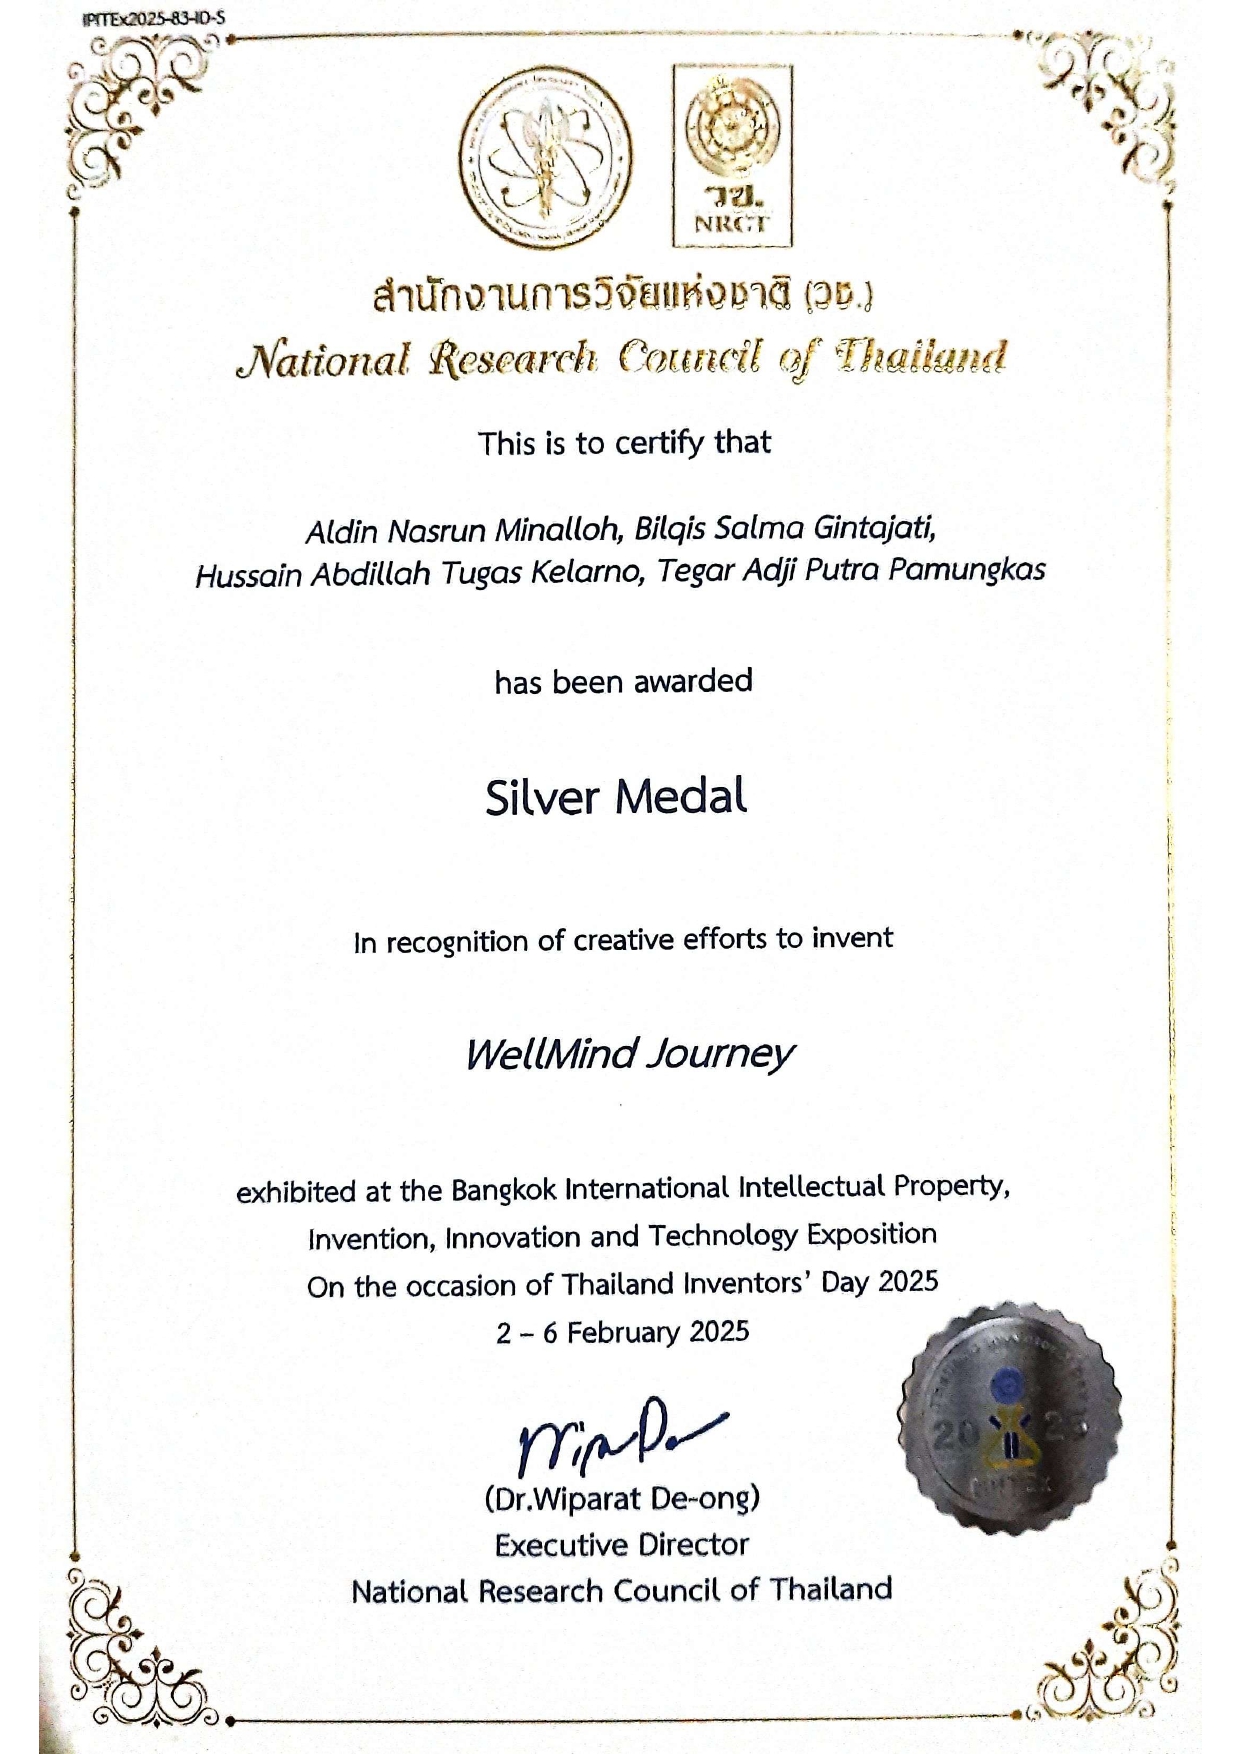 IPITEx2025-83-ID-S
วช.
NRCT
สำนักงานการวิจัยแห่งชาติ (วช.)
National Research Council of Thailand
This is to certify that
Aldin Nasrun Minalloh, Bilqis Salma Gintajati,
Hussain Abdillah Tugas Kelarno, Tegar Adji Putra Pamungkas
has been awarded
Silver Medal
In recognition of creative efforts to invent
WellMind Journey
exhibited at the Bangkok International Intellectual Property,
Invention, Innovation and Technology Exposition
On the occasion of Thailand Inventors' Day 2025
2 – 6 February 2025
2025
(Dr.Wiparat De-ong)
Executive Director
National Research Council of Thailand